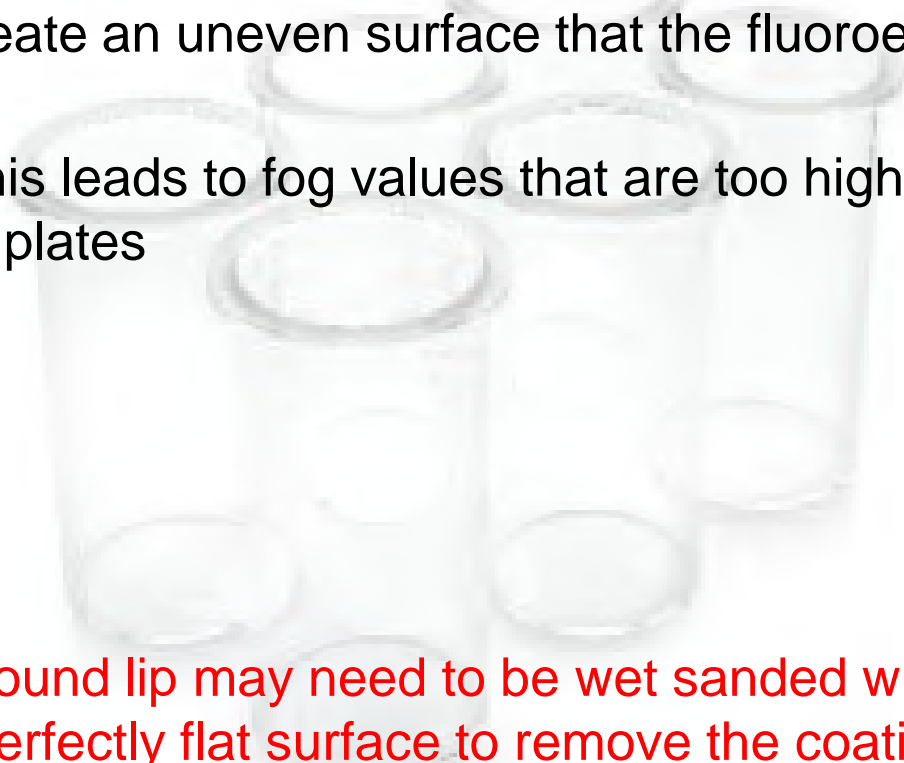 eate an uneven surface that the fluoroe
his leads to fog values that are too high
plates
ound lip may need to be wet sanded w
erfectly flat surface to remove the coati